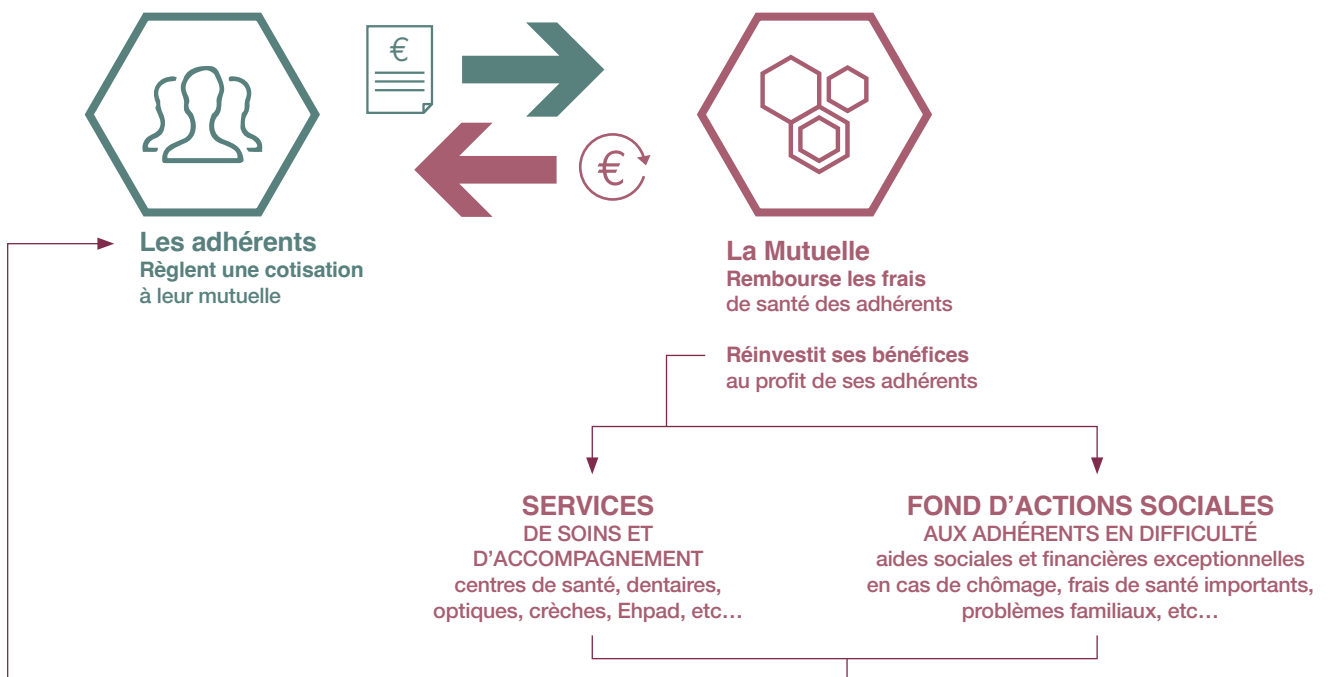 €
€
Les adhérents
Règlent une cotisation
à leur mutuelle
La Mutuelle
Rembourse les frais
de santé des adhérents
Réinvestit ses bénéfices
au profit de ses adhérents
SERVICES
DE SOINS ET
D’ACCOMPAGNEMENT
centres de santé, dentaires,
optiques, crèches, Ehpad, etc…
FOND D’ACTIONS SOCIALES
AUX ADHÉRENTS EN DIFFICULTÉ
aides sociales et financières exceptionnelles
en cas de chômage, frais de santé importants,
problèmes familiaux, etc…